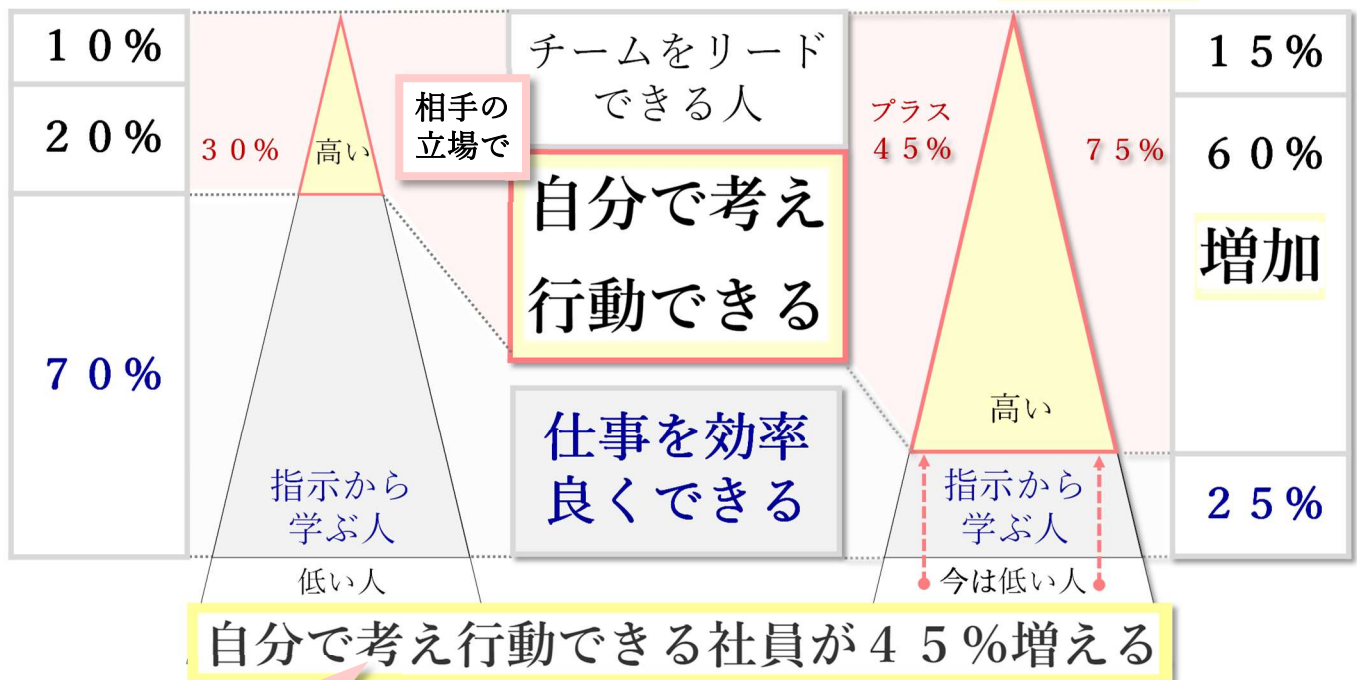 １０%
２０%
７０%
３０%
高い
指示から
学ぶ人
低い人
相手の
立場で
チームをリード
できる人
自分で考え
行動できる
仕事を効率
良くできる
プラス
４５%
７５%
高い
指示から
学ぶ人
今は低い人
１５%
６０%
増加
２５%
自分で考え行動できる社員が４５%増える